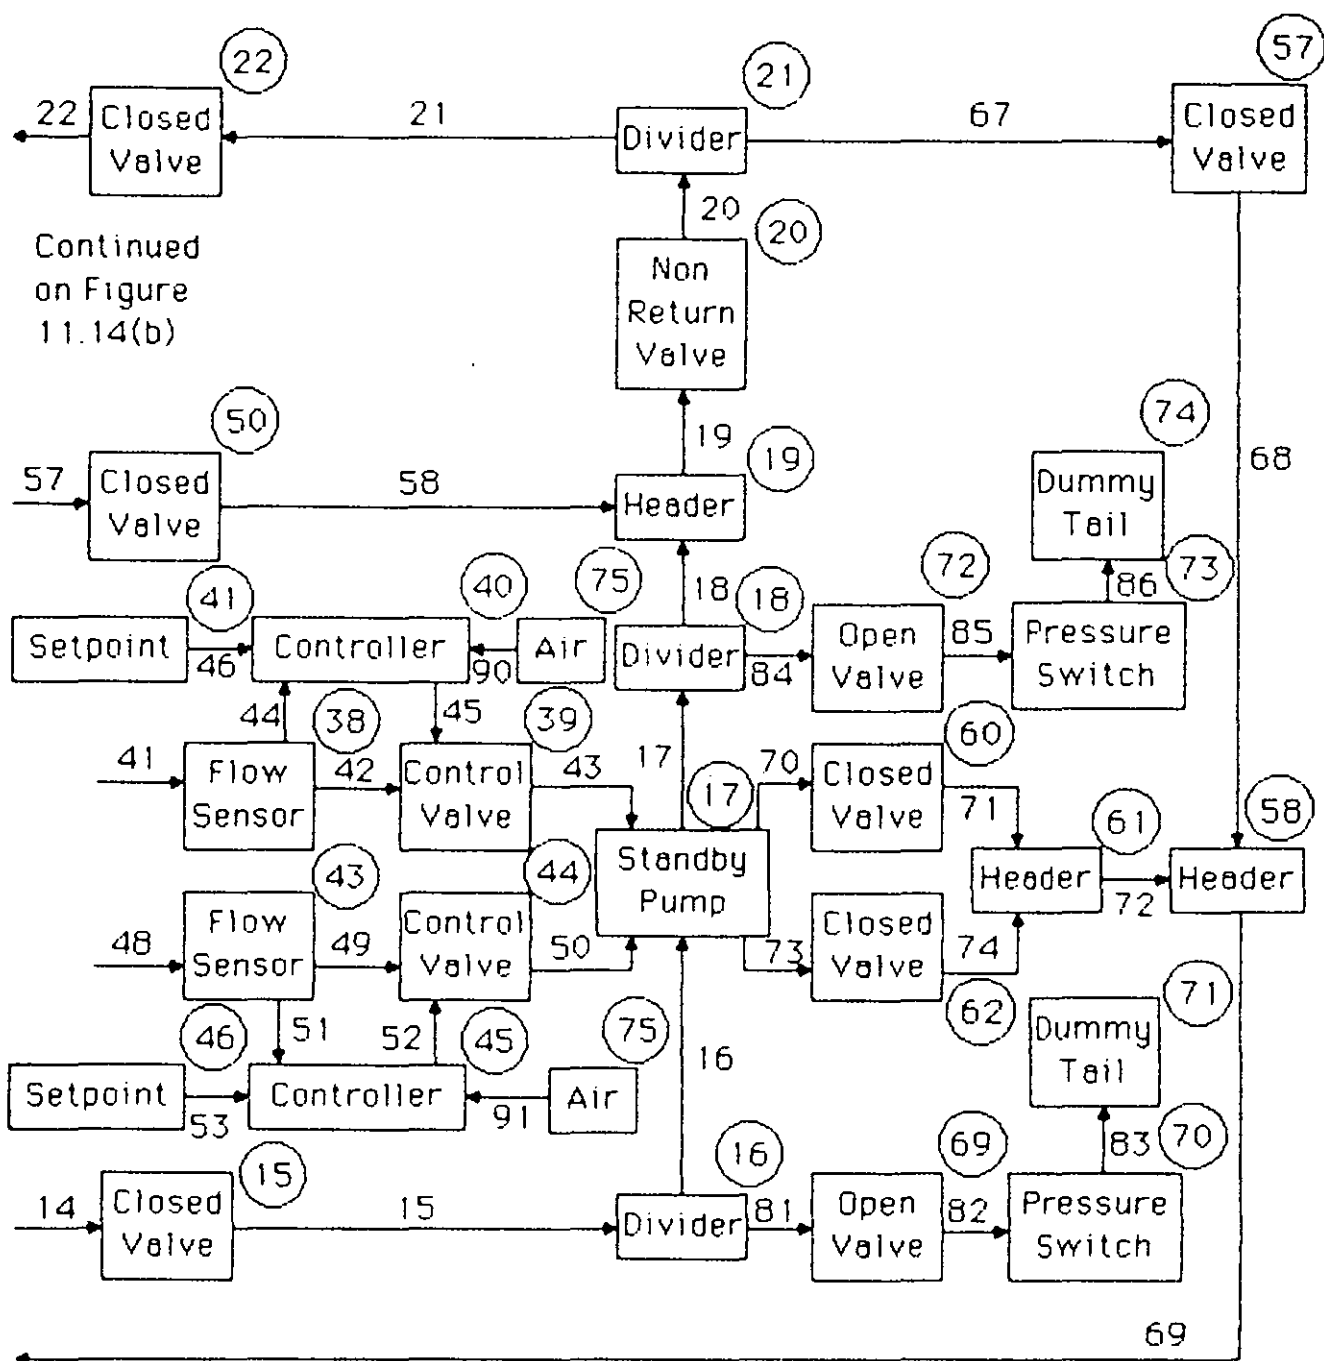 22
21
57
22
Closed
Valve
21
Divider
67
Closed
Valve
20
20
Continued
on Figure
11.14(b)
Non
Return
Valve
68
50
74
19
19
57
Closed
Valve
58
Header
Dummy
Tail
41
40
75
18
18
72
86
73
Setpoint
46
Controller
90
Air
Divider
84
Open
Valve
85
Pressure
Switch
44
38
45
39
17
60
41
Flow
Sensor
42
Control
Valve
43
17
70
Closed
Valve
71
61
58
43
44
Standby
Pump
Header
72
Header
48
Flow
Sensor
49
Control
Valve
50
73
Closed
Valve
74
62
71
46
51
52
45
75
16
Dummy
Tail
Setpoint
53
Controller
91
Air
15
16
69
83
70
14
Closed
Valve
15
Divider
81
Open
Valve
82
Pressure
Switch
69